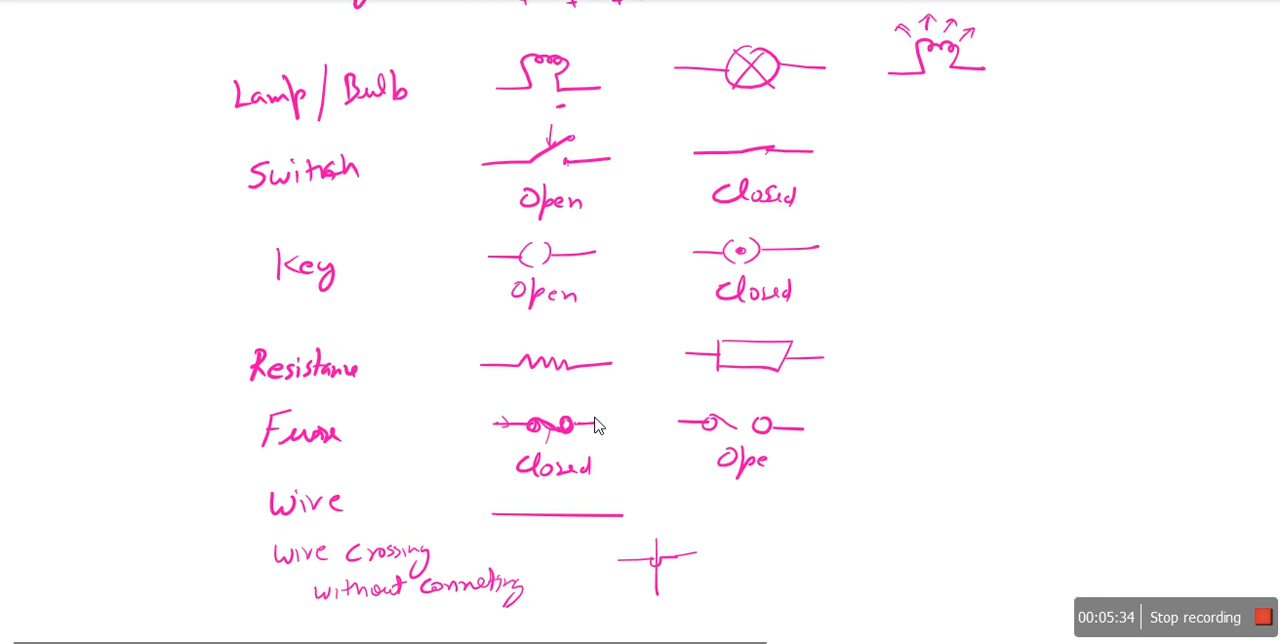 Lamp / Bulb
Switch
Open
Closed
Key
Open
Closed
Resistance
Fuse
Closed
Ope
Wire
Wire Crossing
without connecting
00:05:34 Stop recording